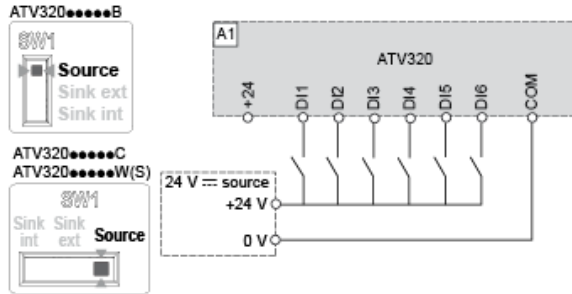 ATV320●●●●●B
SW1
Source
Sink ext
Sink int
ATV320●●●●●C
ATV320●●●●●W(S)
SW1
Sink int
Sink ext
Source
A1
ATV320
+24
DI1
DI2
DI3
DI4
DI5
DI6
COM
24 V ⎓ source
+24 V
0 V